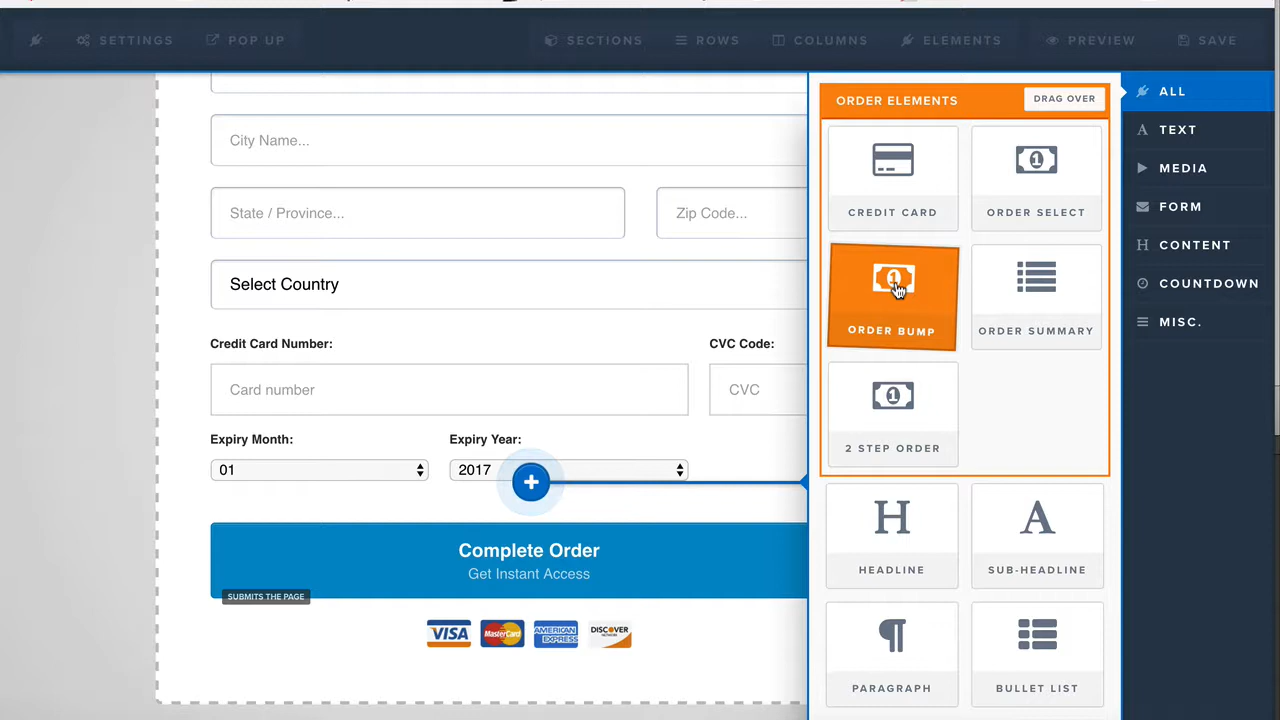 SETTINGS POP UP SECTIONS ROWS COLUMNS ELEMENTS PREVIEW SAVE
City Name...
State / Province... Zip Code...
Select Country
Credit Card Number: CVC Code:
Card number CVC
Expiry Month: Expiry Year:
01 2017
Complete Order
Get Instant Access
SUBMITS THE PAGE
VISA MasterCard AMERICAN EXPRESS DISCOVER
ORDER ELEMENTS DRAG OVER
CREDIT CARD ORDER SELECT
ORDER BUMP ORDER SUMMARY
2 STEP ORDER
H A
HEADLINE SUB-HEADLINE
PARAGRAPH BULLET LIST
ALL
A TEXT
MEDIA
FORM
H CONTENT
COUNTDOWN
MISC.